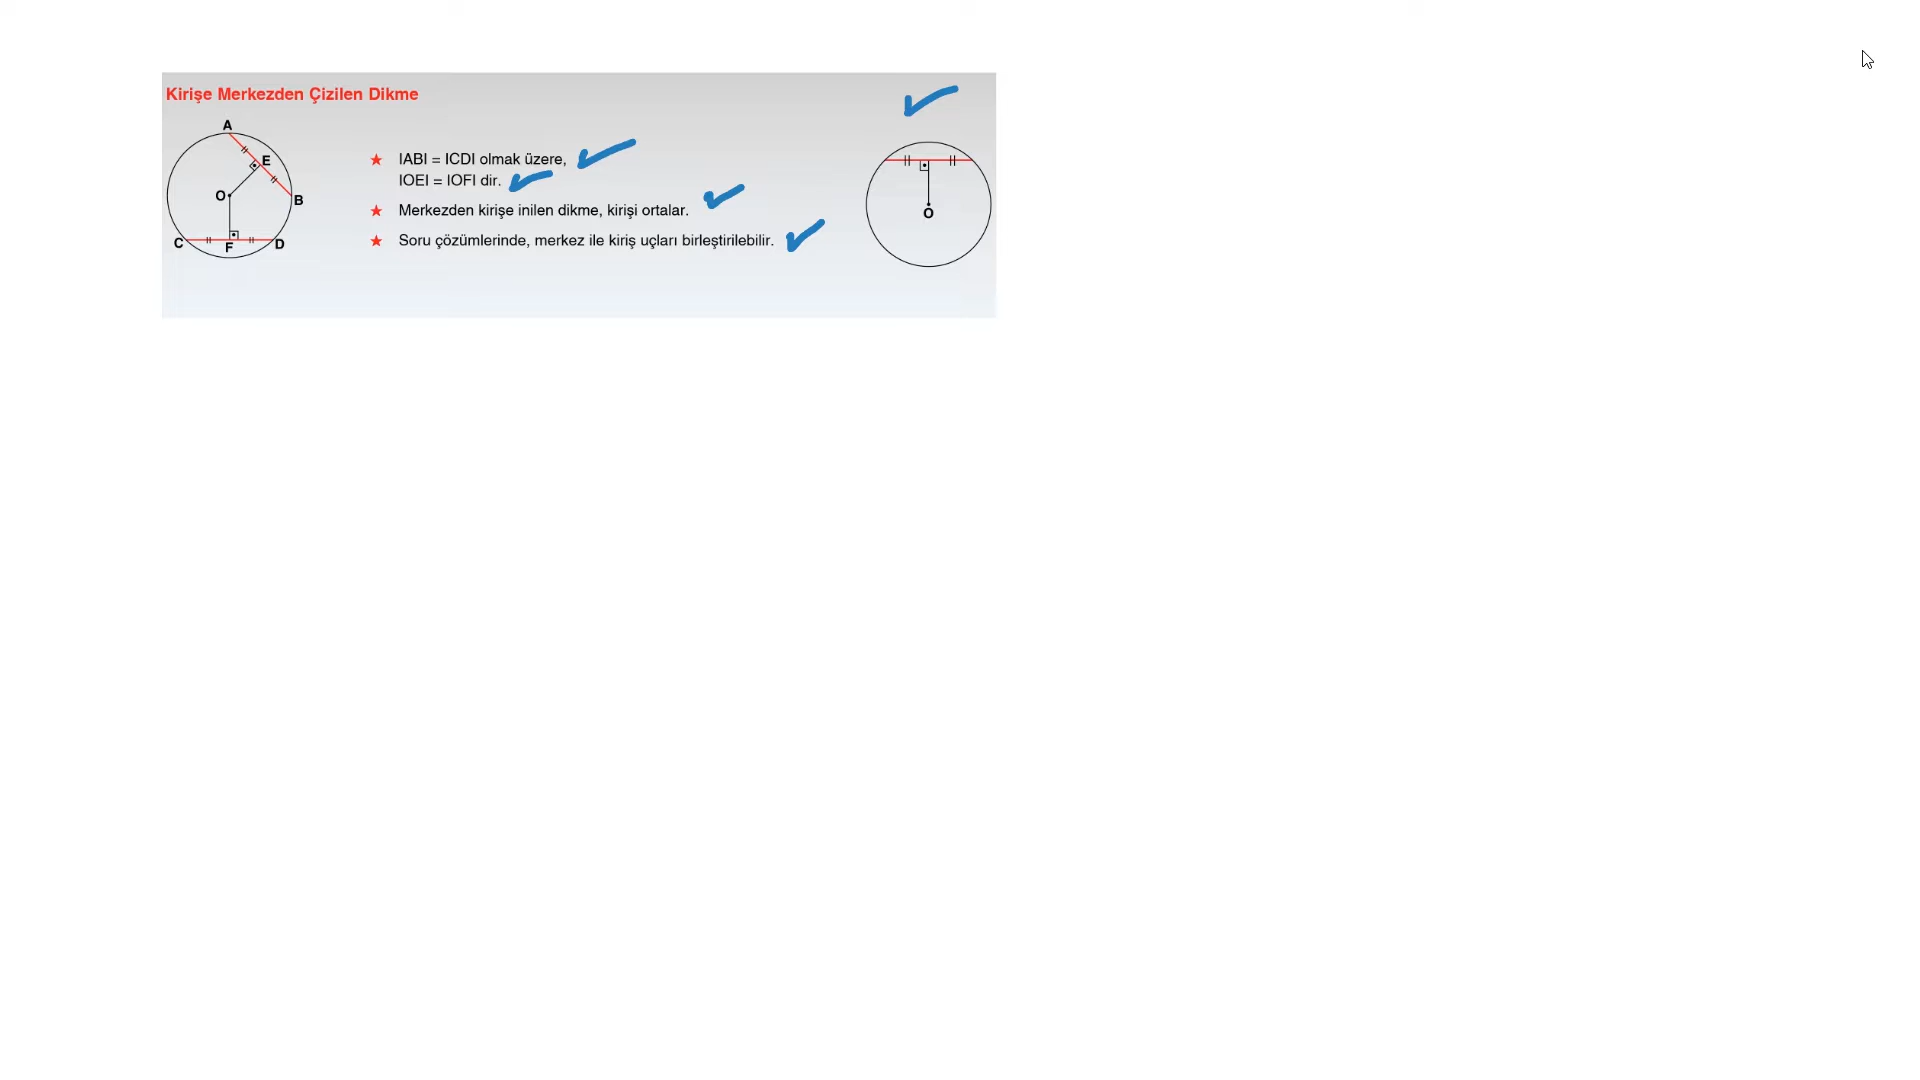 Kirişe Merkezden Çizilen Dikme
A
E
O
B
C
F
D
★ IABI = ICDI olmak üzere,
IOEI = IOFI dir.
★ Merkezden kirişe inilen dikme, kirişi ortalar.
★ Soru çözümlerinde, merkez ile kiriş uçları birleştirilebilir.
O